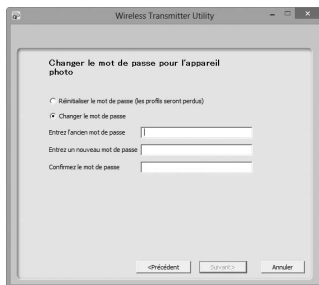 Wireless Transmitter Utility
Changer le mot de passe pour l'appareil
photo
Rémitialiser le mot de passe (les profils seront perdus)
Changer le mot de passe
Entrez l'ancien mot de passe
Entrez un nouveau mot de passe
Confirmez le mot de passe
<Précédent
Suivant>
Annuler